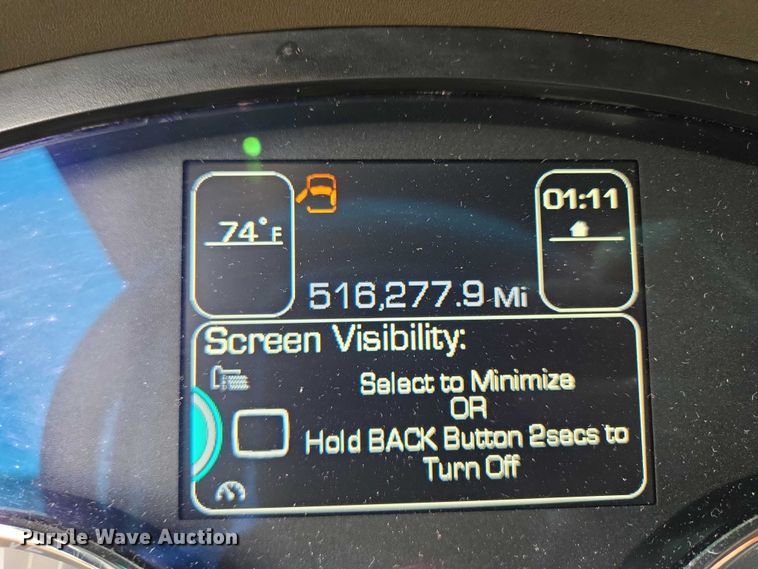 74°F
01:11
516,277.9 Mi
Screen Visibility:
Select to Minimize
OR
Hold BACK Button 2secs to
Turn Off
Purple Wave Auction